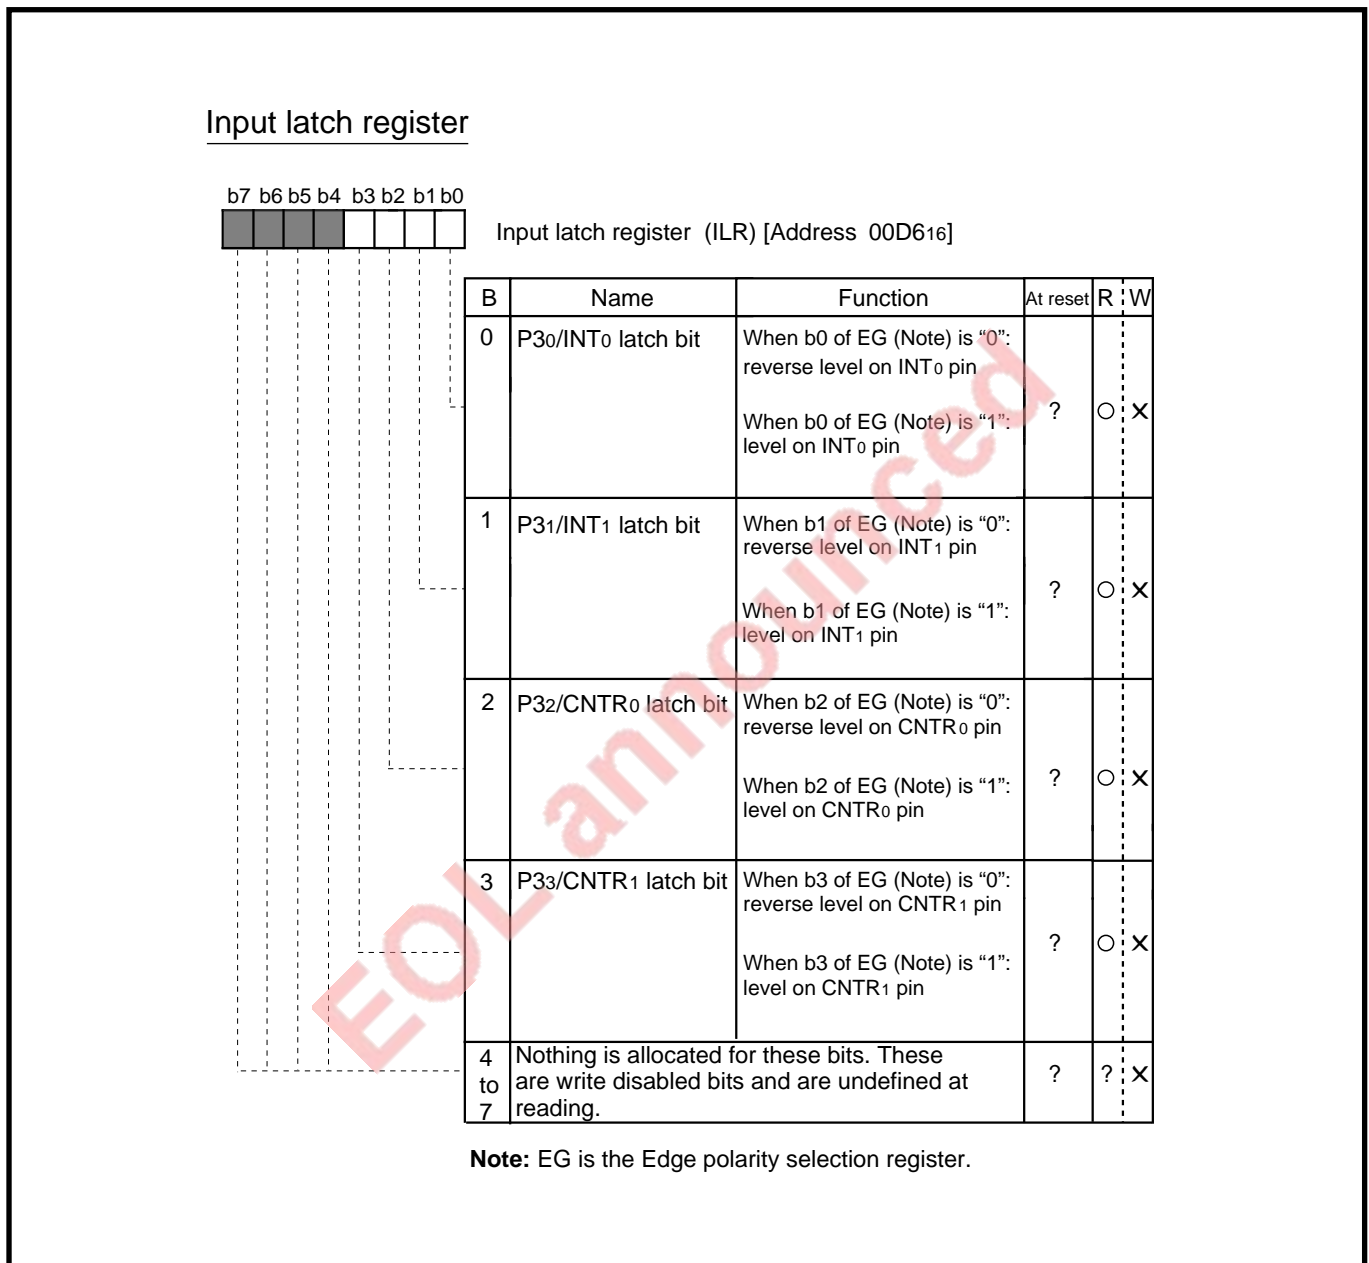 Input latch register
b7 b6 b5 b4 b3 b2 b1 b0
Input latch register (ILR) [Address 00D616]
B Name Function At reset R W
0 P30/INT0 latch bit When b0 of EG (Note) is “0”:
reverse level on INT0 pin
When b0 of EG (Note) is “1”:
level on INT0 pin
? ○ ×
1 P31/INT1 latch bit When b1 of EG (Note) is “0”:
reverse level on INT1 pin
When b1 of EG (Note) is “1”:
level on INT1 pin
? ○ ×
2 P32/CNTR0 latch bit When b2 of EG (Note) is “0”:
reverse level on CNTR0 pin
When b2 of EG (Note) is “1”:
level on CNTR0 pin
? ○ ×
3 P33/CNTR1 latch bit When b3 of EG (Note) is “0”:
reverse level on CNTR1 pin
When b3 of EG (Note) is “1”:
level on CNTR1 pin
? ○ ×
4 Nothing is allocated for these bits. These
to are write disabled bits and are undefined at ? ? ×
7 reading.
Note: EG is the Edge polarity selection register.
EOL announced